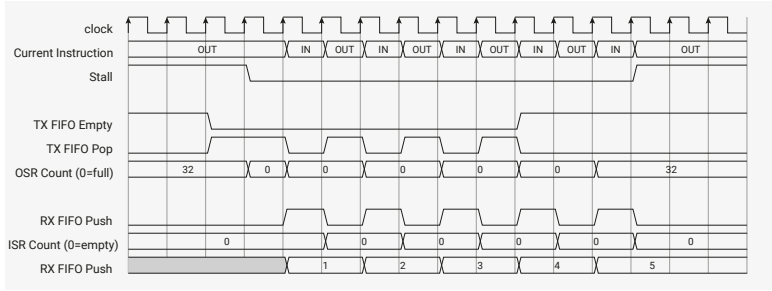 clock
Current Instruction OUT IN OUT IN OUT IN OUT IN OUT IN OUT
Stall
TX FIFO Empty
TX FIFO Pop
OSR Count (0=full) 32 0 0 0 0 0 32
RX FIFO Push
ISR Count (0=empty) 0 0 0 0 0 0
RX FIFO Push 1 2 3 4 5